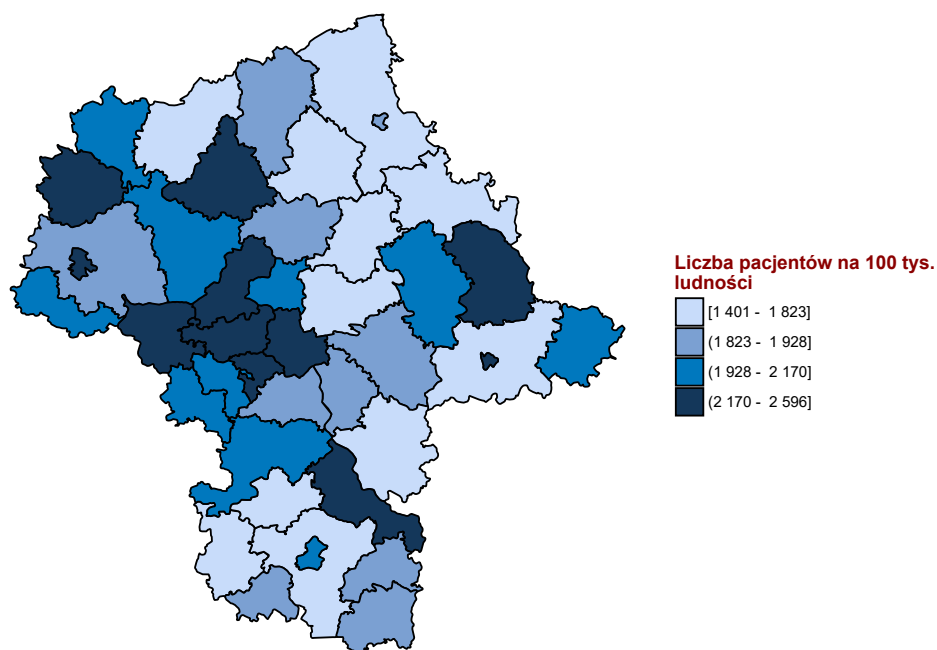 Liczba pacjentów na 100 tys.
ludności
[1 401 - 1 823]
(1 823 - 1 928]
(1 928 - 2 170]
(2 170 - 2 596]